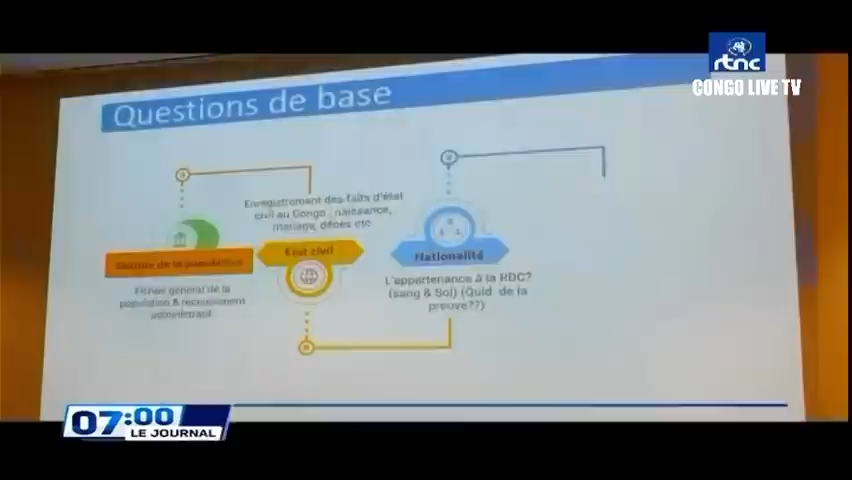 rtnc
CONGO LIVE TV
Questions de base
Enregistrement des faits d'état
civil au Congo : naissance,
mariage, décès etc
Gestion de la population
Etat civil
Nationalité
Fichier général de la
population & recensement
administratif
L'appartenance à la RDC?
(sang & Sol) (Quid de la
preuve??)
07:00
LE JOURNAL